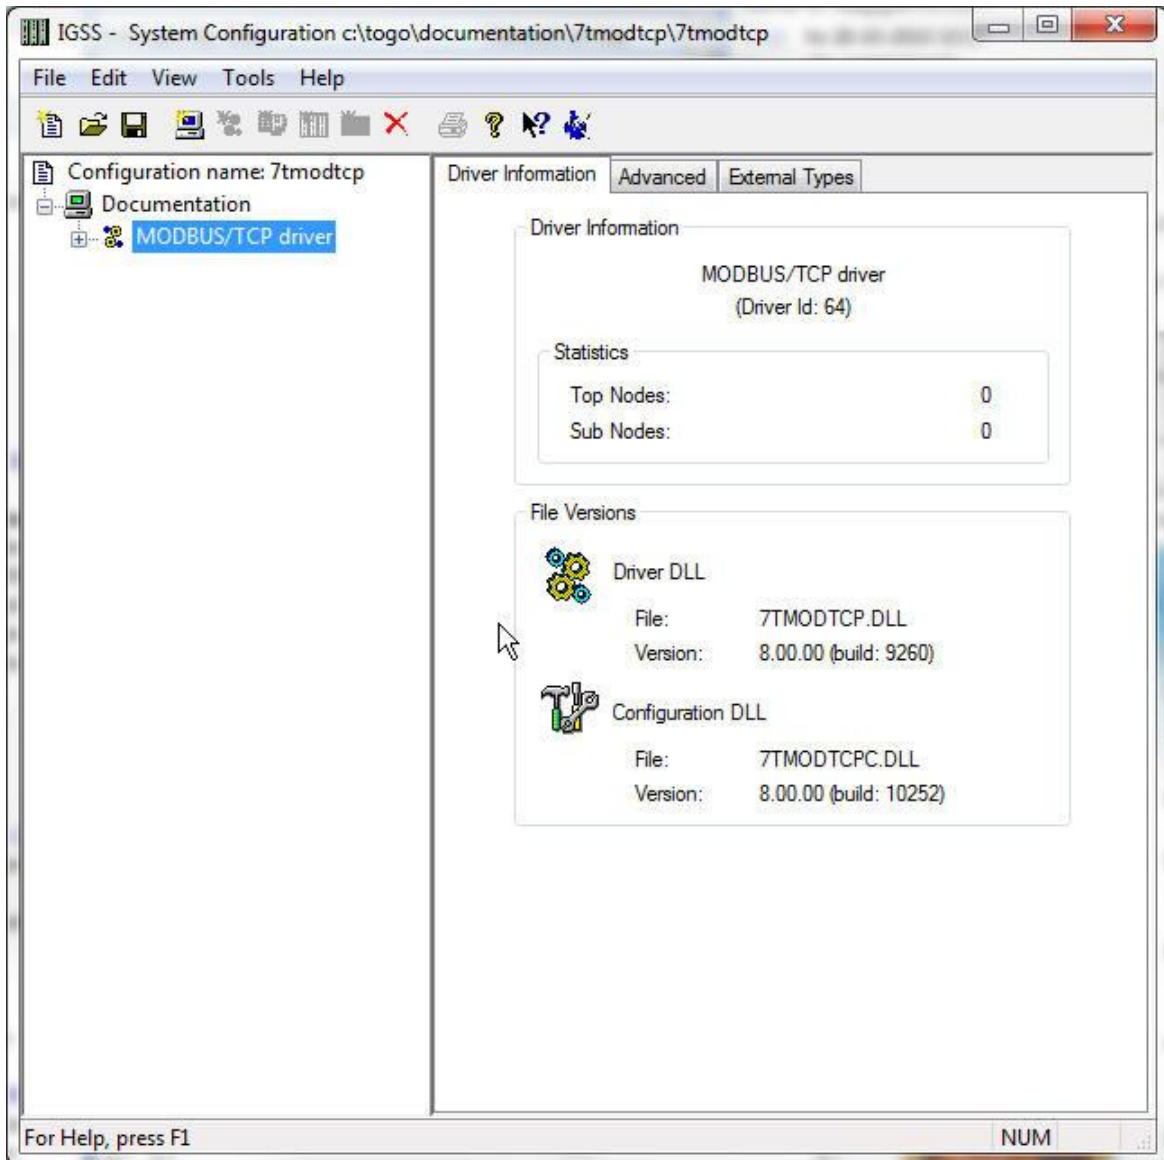 IGSS - System Configuration c:\togo\documentation\7tmodtcp\7tmodtcp
File Edit View Tools Help
Configuration name: 7tmodtcp
Documentation
MODBUS/TCP driver
Driver Information Advanced External Types
Driver Information
MODBUS/TCP driver
(Driver Id: 64)
Statistics
Top Nodes: 0
Sub Nodes: 0
File Versions
Driver DLL
File: 7TMODTCP.DLL
Version: 8.00.00 (build: 9260)
Configuration DLL
File: 7TMODTCPC.DLL
Version: 8.00.00 (build: 10252)
For Help, press F1 NUM